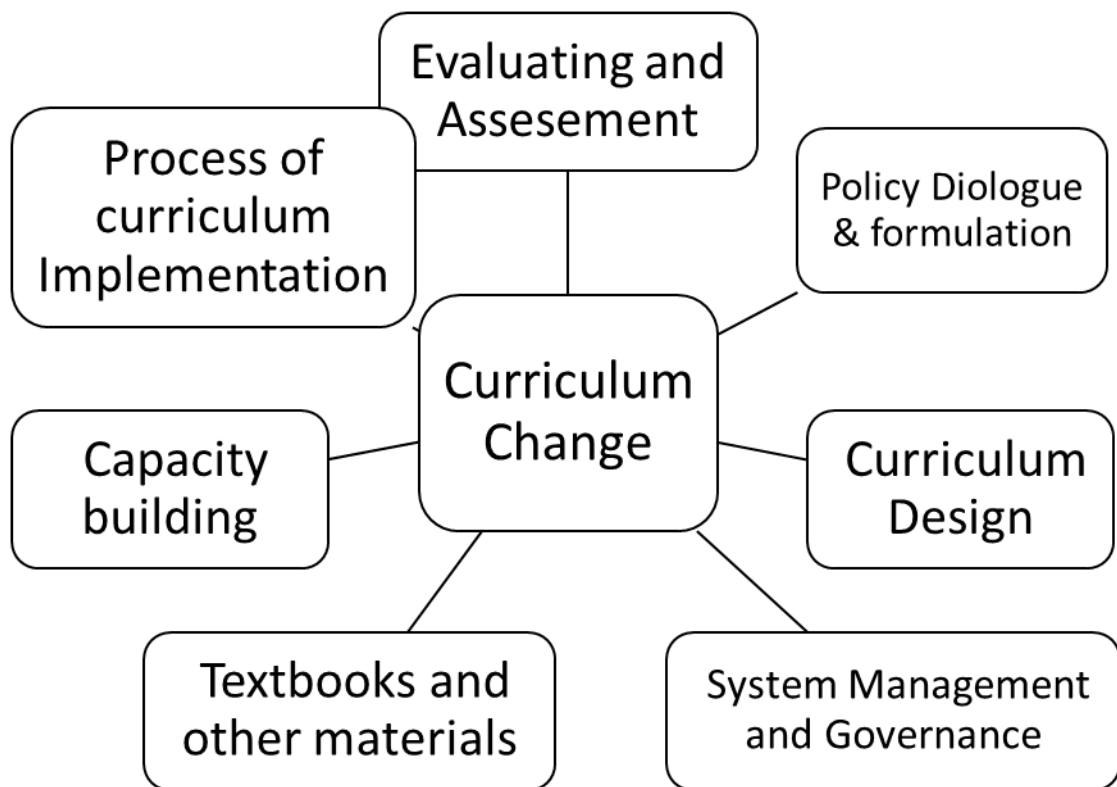 Evaluating and
Assesement
Process of
curriculum
Implementation
Policy Diologue
& formulation
Curriculum
Change
Capacity
building
Curriculum
Design
Textbooks and
other materials
System Management
and Governance